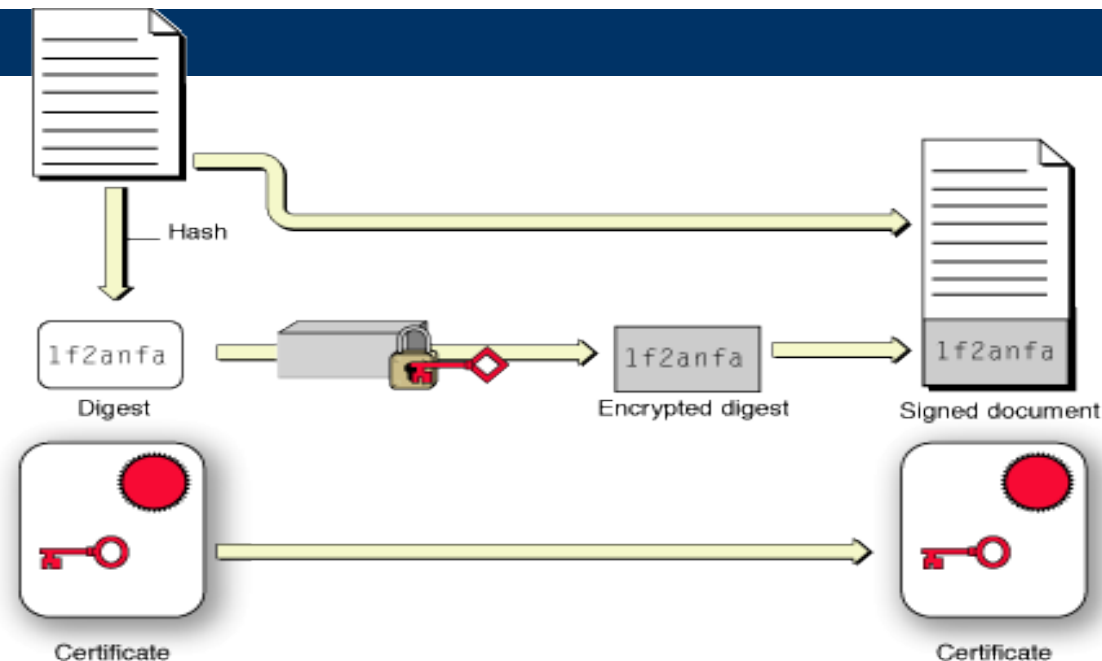 Hash
1f2anfa
1f2anfa
1f2anfa
Digest
Encrypted digest
Signed document
Certificate
Certificate